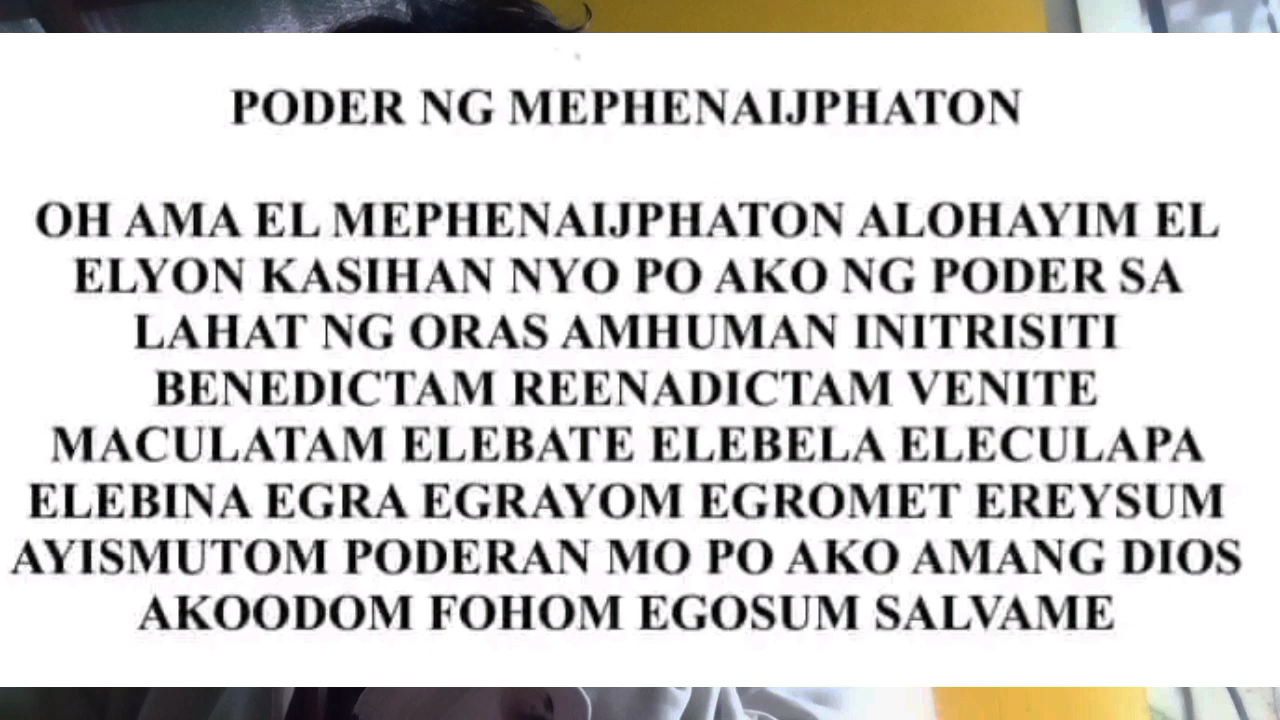 PODER NG MEPHENAIJPHATON
OH AMA EL MEPHENAIJPHATON ALOHAYIM EL
ELYON KASIHAN NYO PO AKO NG PODER SA
LAHAT NG ORAS AMHUMAN INITRISITI
BENEDICTAM REENADICTAM VENITE
MACULATAM ELEBATE ELEBELA ELECULAPA
ELEBINA EGRA EGRAYOM EGROMET EREYSUM
AYISMUTOM PODERAN MO PO AKO AMANG DIOS
AKOODOM FOHOM EGOSUM SALVAME